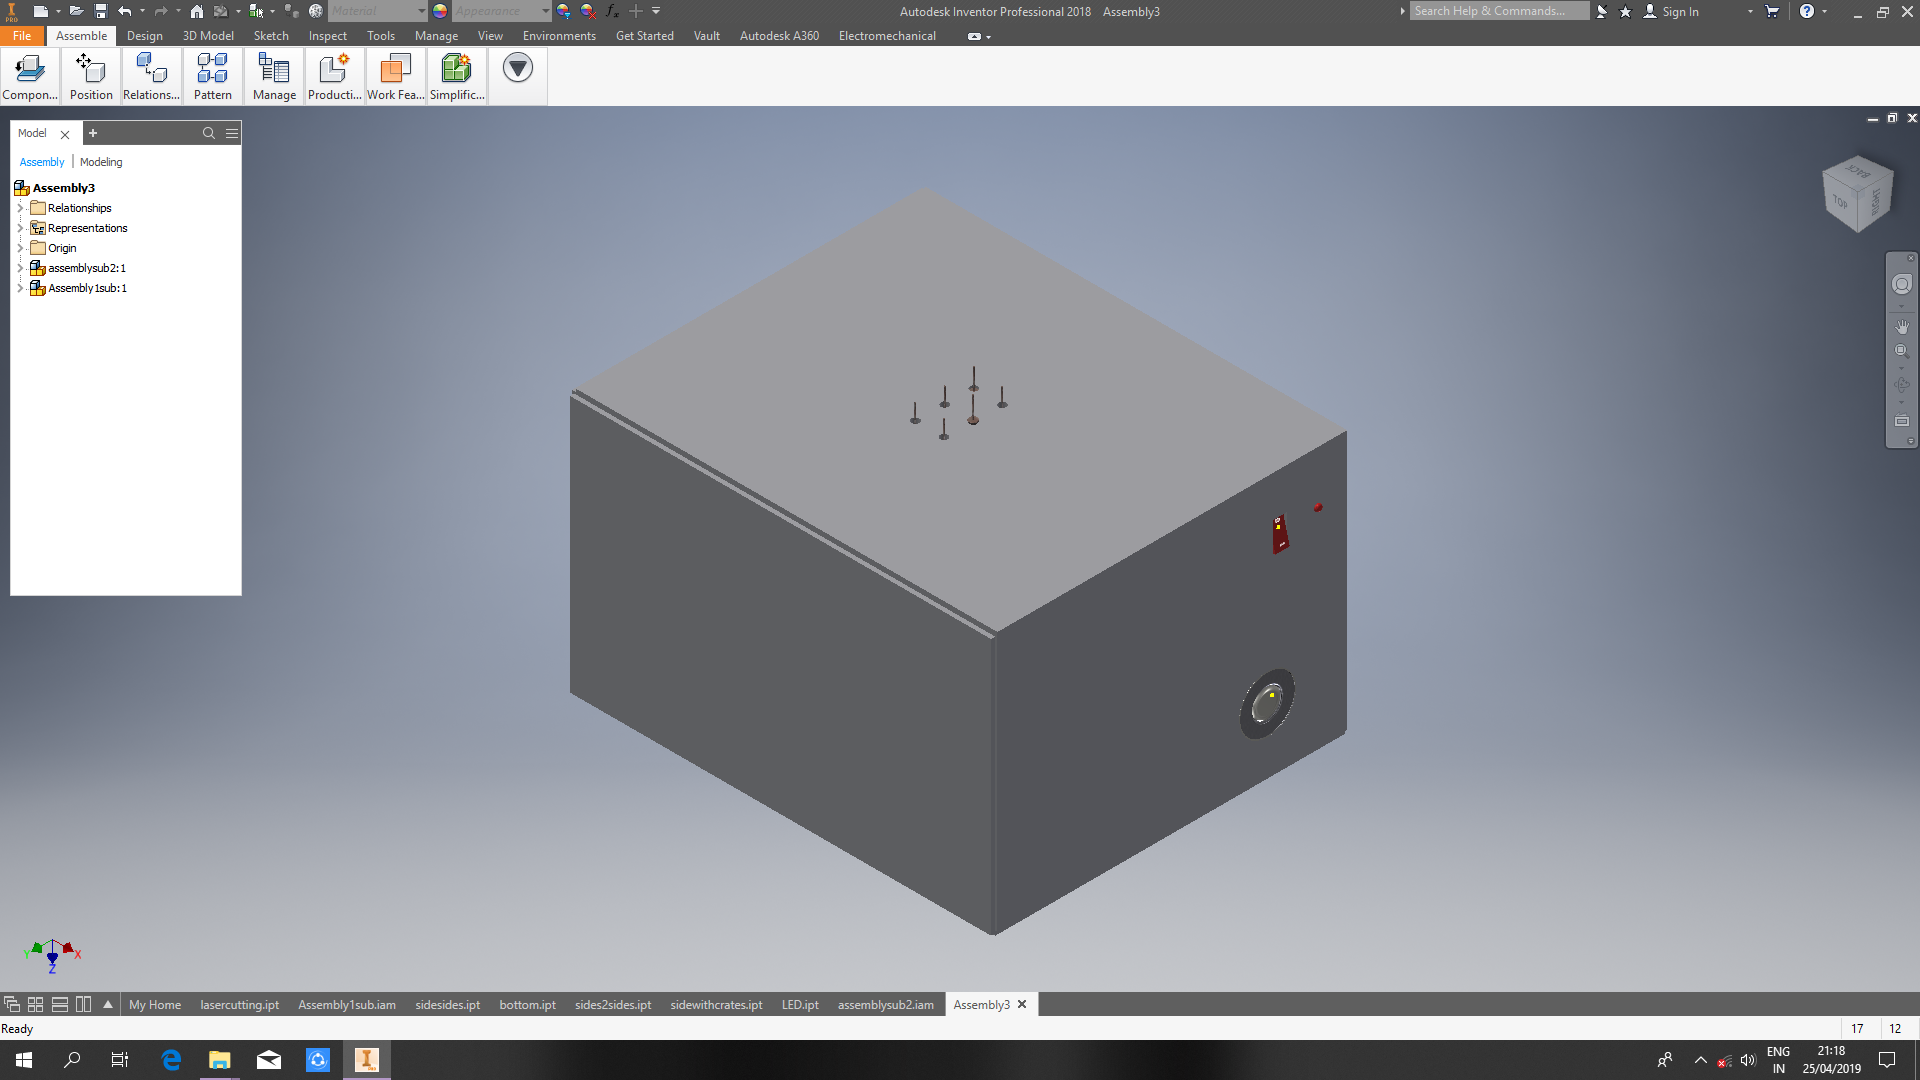 PRO
Material
Appearance
fx
Autodesk Inventor Professional 2018 Assembly3
Search Help & Commands...
Sign In
File Assemble Design 3D Model Sketch Inspect Tools Manage View Environments Get Started Vault Autodesk A360 Electromechanical
Compon... Position Relations... Pattern Manage Producti... Work Fea... Simplific...
Model
Assembly | Modeling
Assembly3
Relationships
Representations
Origin
assemblysub2:1
Assembly1sub:1
BACK
TOP
RIGHT
Y
X
Z
My Home lasercutting.ipt Assembly1sub.iam sidesides.ipt bottom.ipt sides2sides.ipt sidewithcrates.ipt LED.ipt assemblysub2.iam Assembly3
Ready
17 12
ENG
IN
21:18
25/04/2019